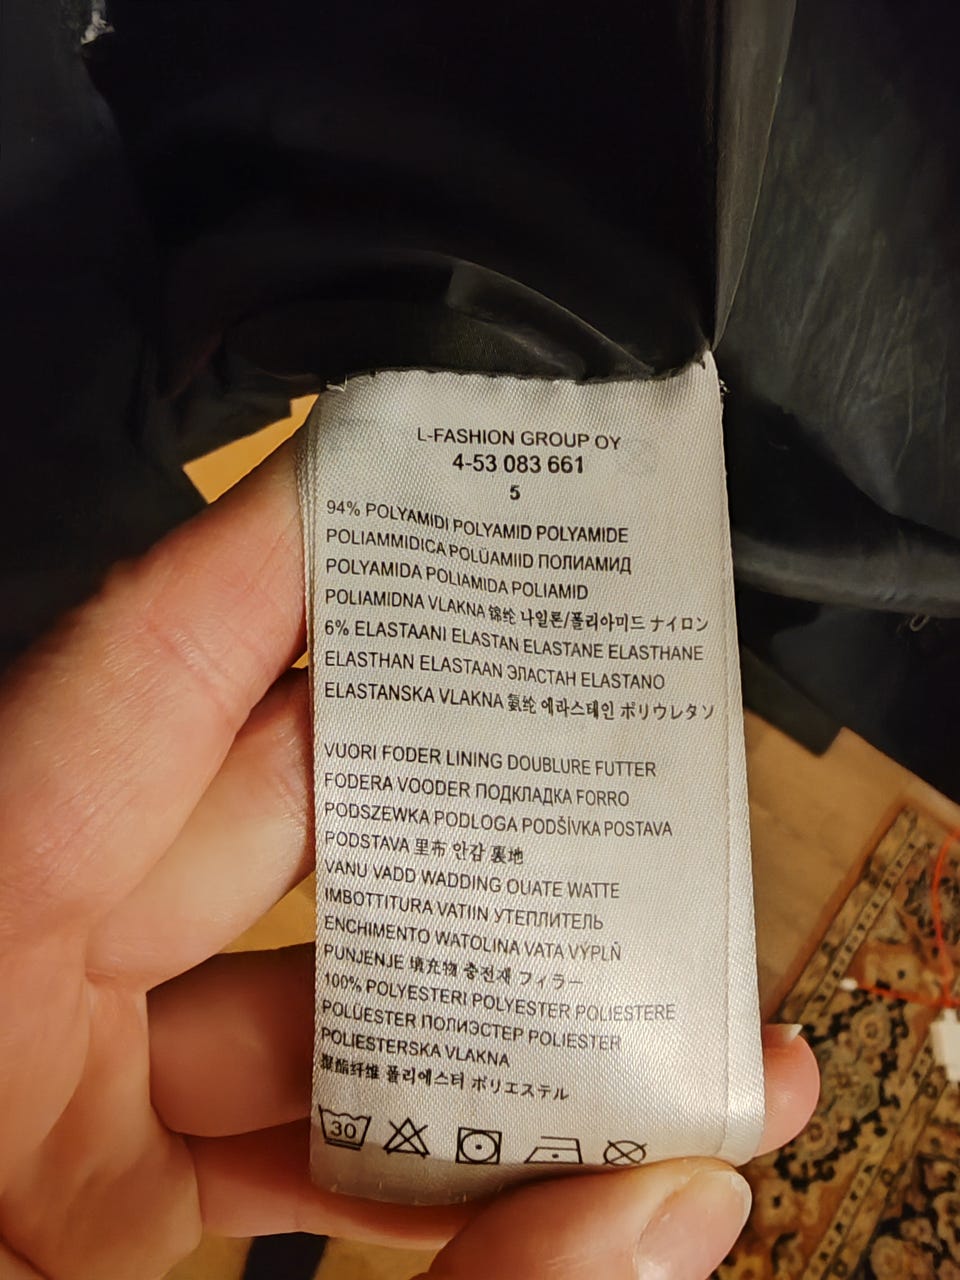 L-FASHION GROUP OY
4-53 083 661
5
94% POLYAMIDI POLYAMID POLYAMIDE
POLIAMMIDICA POLÜAMIID ПОЛИАМИД
POLYAMIDA POLIAMIDA POLIAMID
POLIAMIDNA VLAKNA 锦纶 나일론/폴리아미드 ナイロン
6% ELASTAANI ELASTAN ELASTANE ELASTHANE
ELASTHAN ELASTAAN ЭЛАСТАН ELASTANO
ELASTANSKA VLAKNA 氨纶 에라스테인 ポリウレタソ
VUORI FODER LINING DOUBLURE FUTTER
FODERA VOODER ПОДКЛАДКА FORRO
PODSZEWKA PODLOGA PODŠÍVKA POSTAVA
PODSTAVA 里布 안감 裏地
VANU VADD WADDING OUATE WATTE
IMBOTTITURA VATIIN УТЕПЛИТЕЛЬ
ENCHIMENTO WATOLINA VATA VÝPLŇ
PUNJENJE 填充物 충전재 フィラー
100% POLYESTERI POLYESTER POLIESTERE
POLÜESTER ПОЛИЭСТЕР POLIESTER
POLIESTERSKA VLAKNA
聚酯纤维 폴리에스터 ポリエステル
30